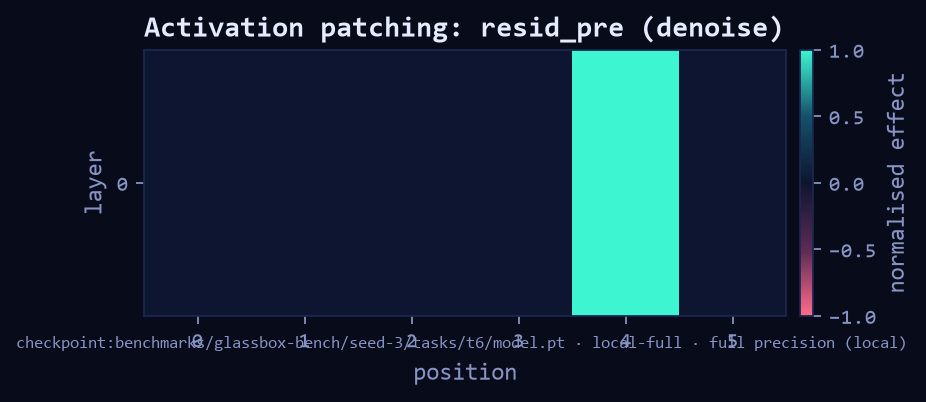 Activation patching: resid_pre (denoise)
1.0
0.5
0.0
−0.5
−1.0
normalised effect
layer
0
0 1 2 3 4 5
checkpoint:benchmarks/glassbox-bench/seed-3/tasks/t6/model.pt · local-full · full precision (local)
position